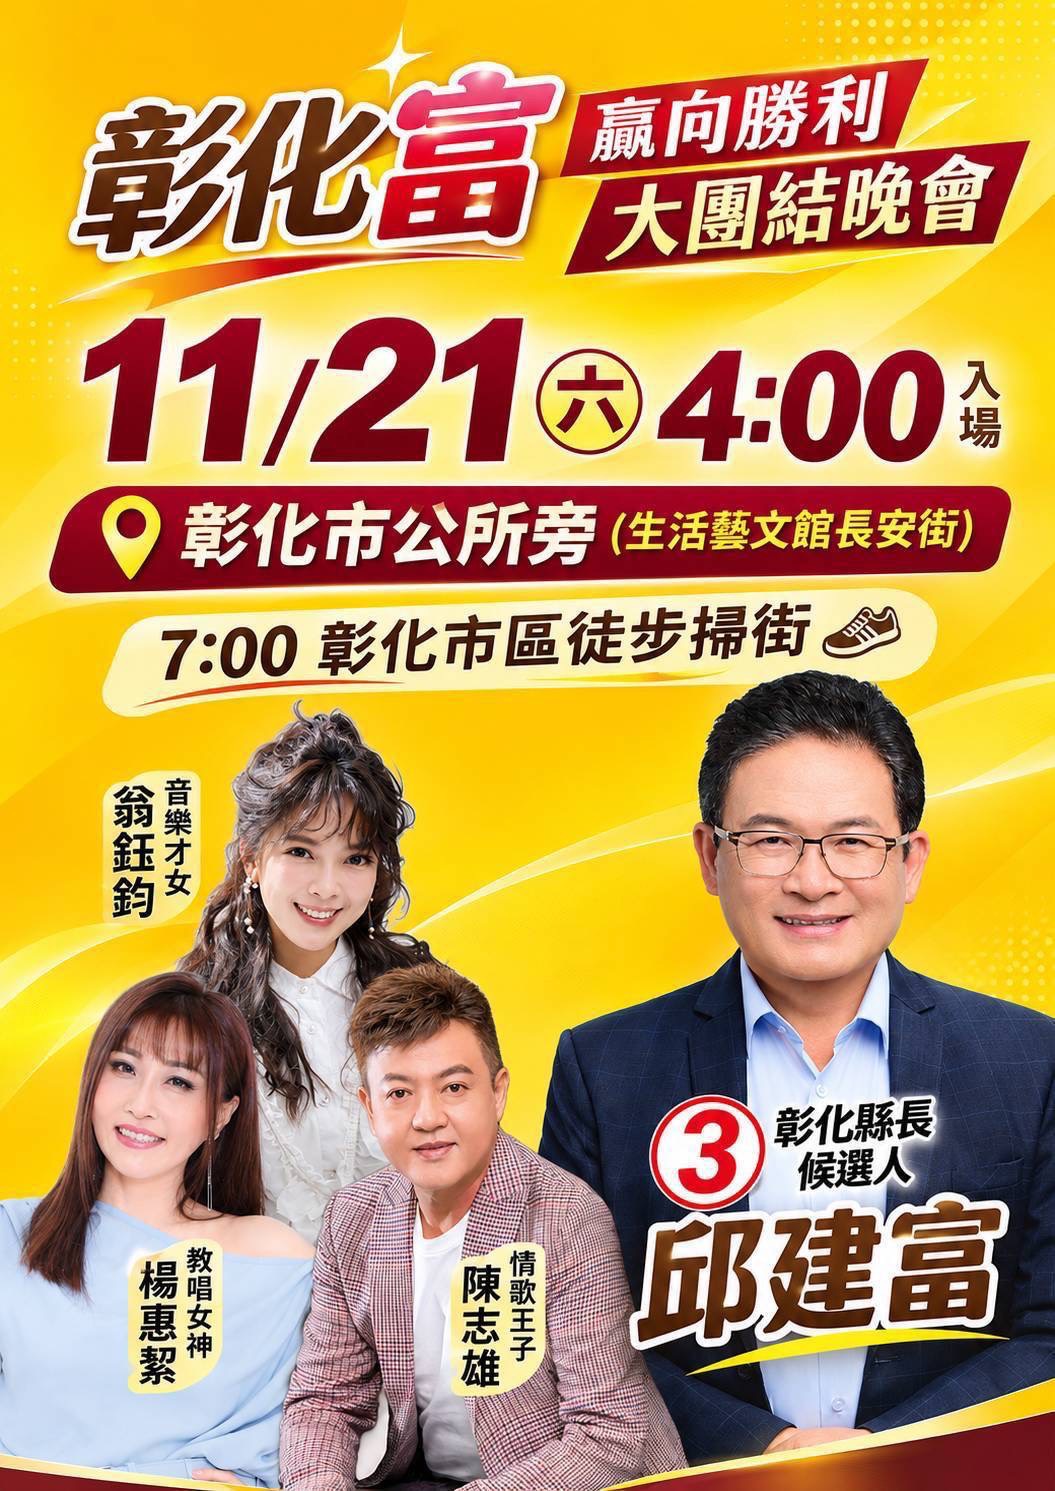 彰化富
贏向勝利
大團結晚會
11/21 六 4:00 入場
彰化市公所旁 (生活藝文館長安街)
7:00 彰化市區徒步掃街
音樂才女
翁鈺鈞
教唱女神
楊惠絜
情歌王子
陳志雄
3 彰化縣長
候選人
邱建富